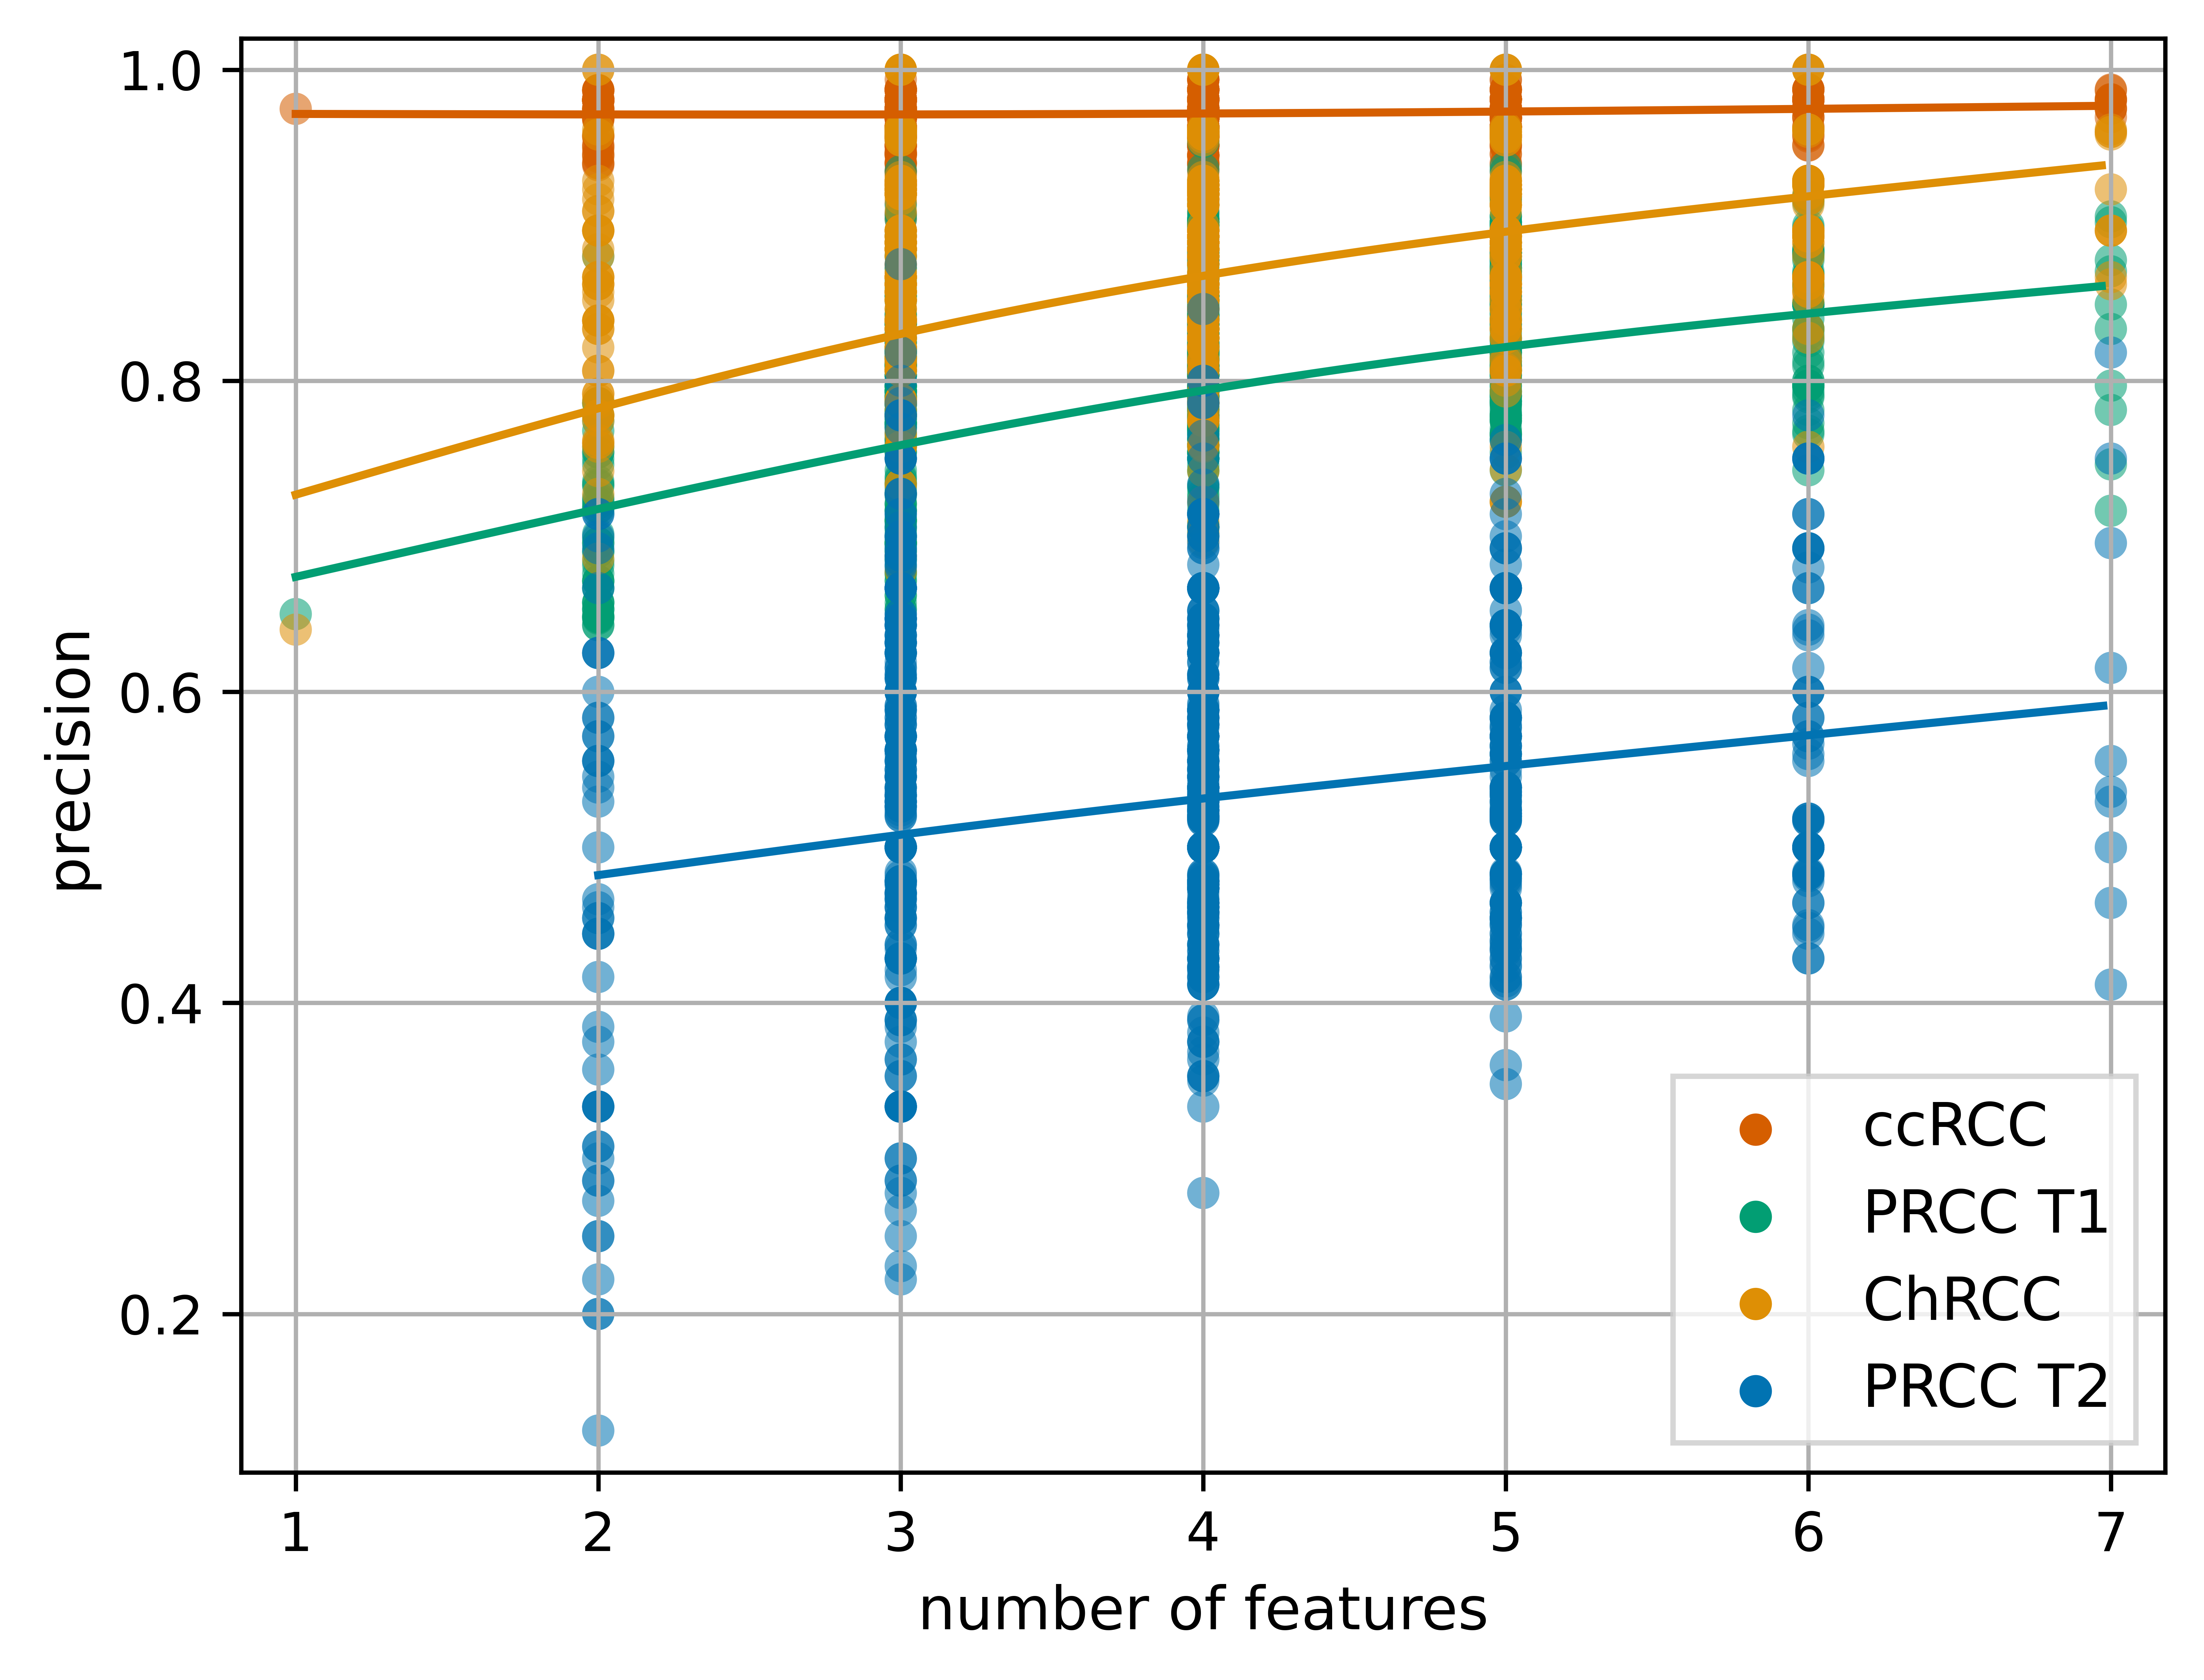 1.0
0.8
0.6
0.4
0.2
precision
1 2 3 4 5 6 7
number of features
ccRCC
PRCC T1
ChRCC
PRCC T2